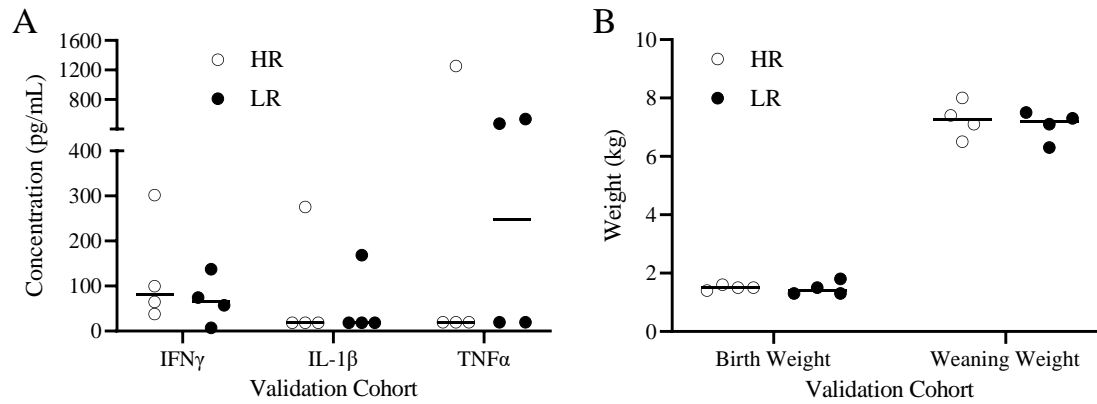 A
Concentration (pg/mL)
1600
1200
800
400
300
200
100
0
HR
LR
IFNγ
IL-1β
TNFα
Validation Cohort
B
Weight (kg)
10
8
6
4
2
0
HR
LR
Birth Weight
Weaning Weight
Validation Cohort